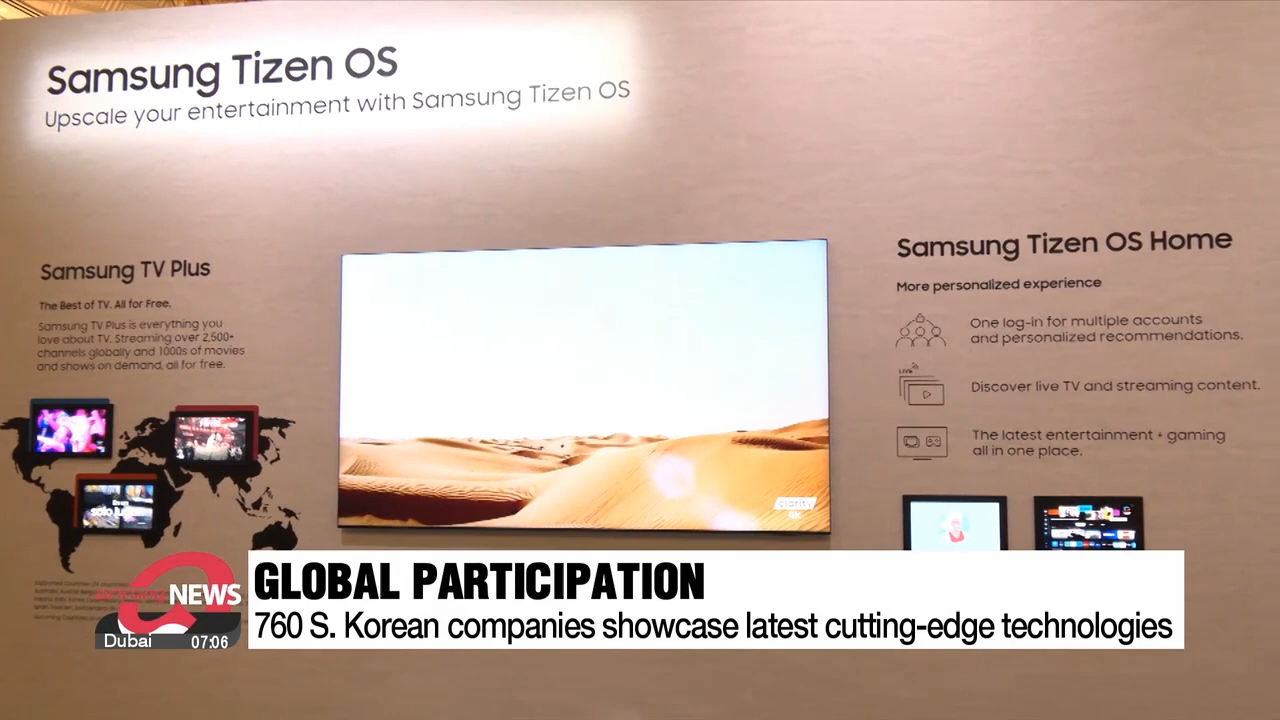 Samsung Tizen OS
Upscale your entertainment with Samsung Tizen OS
Samsung TV Plus
The Best of TV. All for Free.
Samsung TV Plus is everything you
love about TV. Streaming over 2,500+
channels globally and 1000s of movies
and shows on demand, all for free.
clarity
4K
Samsung Tizen OS Home
More personalized experience
One log-in for multiple accounts
and personalized recommendations.
LIVE
Discover live TV and streaming content.
The latest entertainment + gaming
all in one place.
NEWS
Dubai 07:06
GLOBAL PARTICIPATION
760 S. Korean companies showcase latest cutting-edge technologies